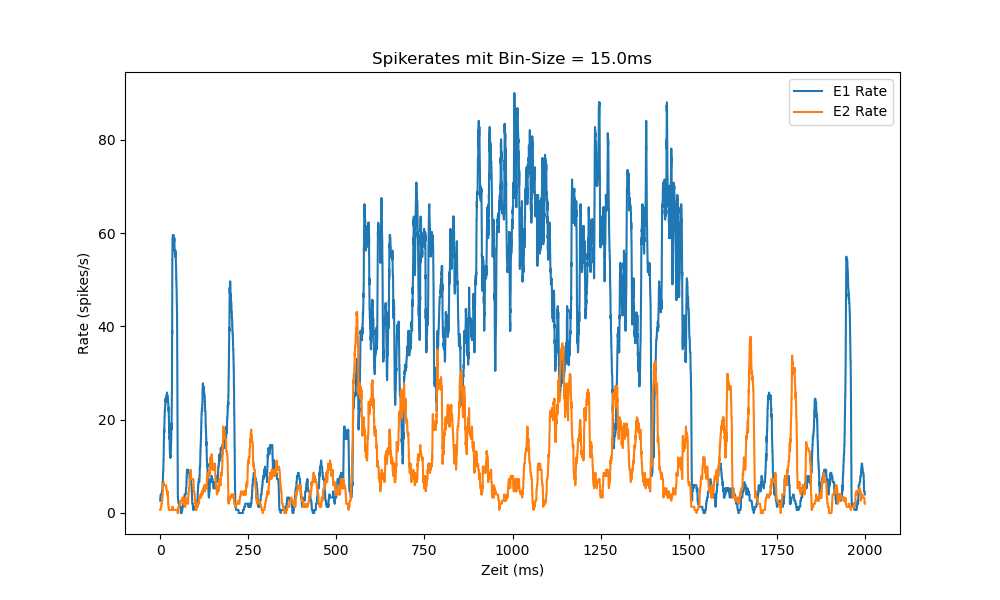 Spikerates mit Bin-Size = 15.0ms
E1 Rate
E2 Rate
80
60
40
20
0
Rate (spikes/s)
0 250 500 750 1000 1250 1500 1750 2000
Zeit (ms)